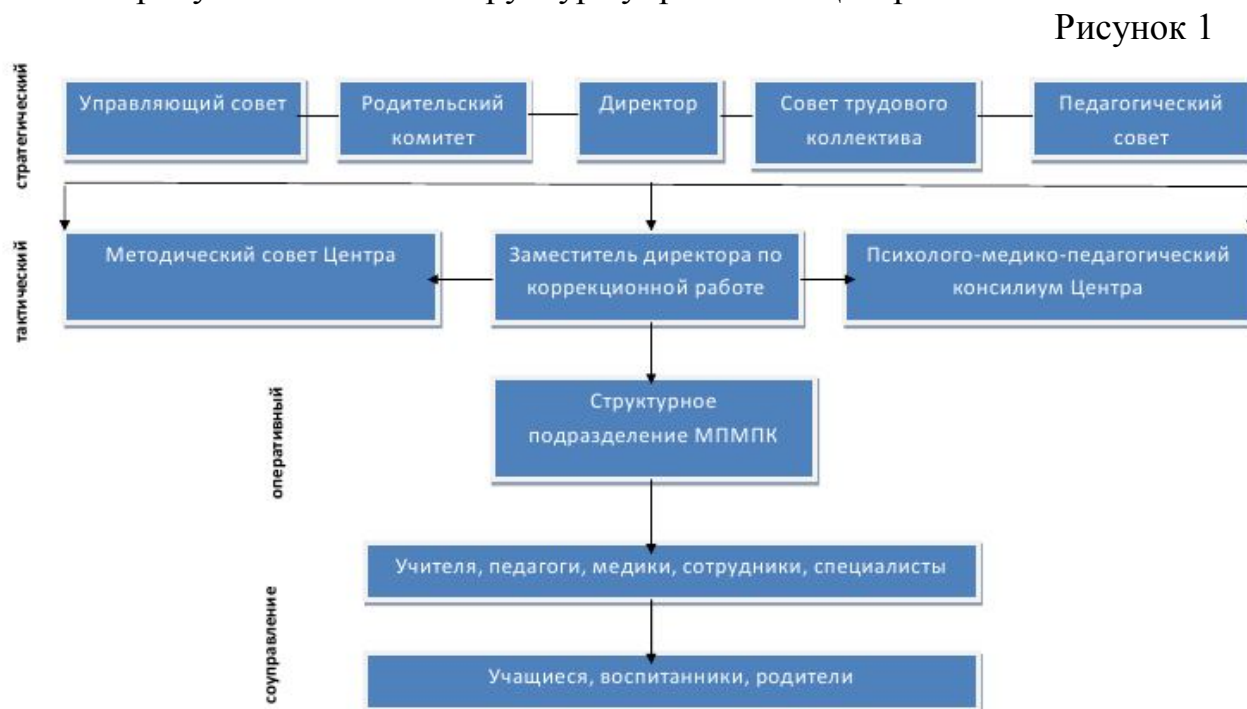 Рисунок 1
стратегический
Управляющий совет
Родительский
комитет
Директор
Совет трудового
коллектива
Педагогический
совет
тактический
Методический совет Центра
Заместитель директора по
коррекционной работе
Психолого-медико-педагогический
консилиум Центра
оперативный
Структурное
подразделение МПМПК
соуправление
Учителя, педагоги, медики, сотрудники, специалисты
Учащиеся, воспитанники, родители